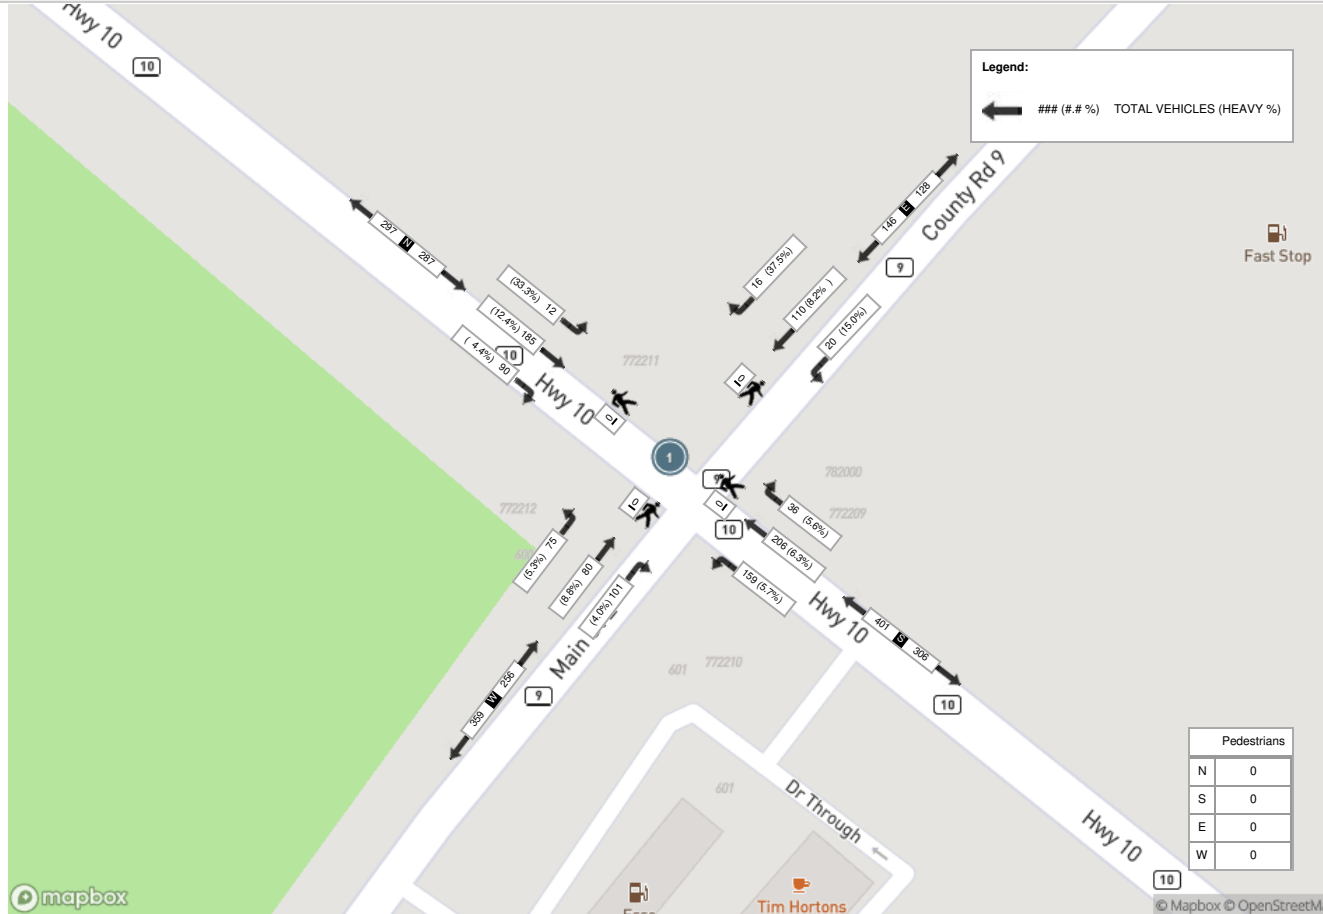 Hwy 10
10
Legend:
### (#.# %) TOTAL VEHICLES (HEAVY %)
County Rd 9
9
Fast Stop
128
E
146
297
N
287
16 (37.5%)
110 (8.2% )
20 (15.0%)
(33.3%) 12
(12.4%) 185
( 4.4%) 90
10
Hwy 10
772211
0
0
1
9
782000
772209
772212
600
0
0
10
36 (5.6%)
206 (6.3%)
159 (5.7%)
(5.3%) 75
(8.8%) 80
(4.0%) 101
Hwy 10
401
S
306
Main
256
W
359
9
601
772210
10
601
Dr Through
Hwy 10
10
Pedestrians
N 0
S 0
E 0
W 0
mapbox
Tim Hortons
© Mapbox © OpenStreetM